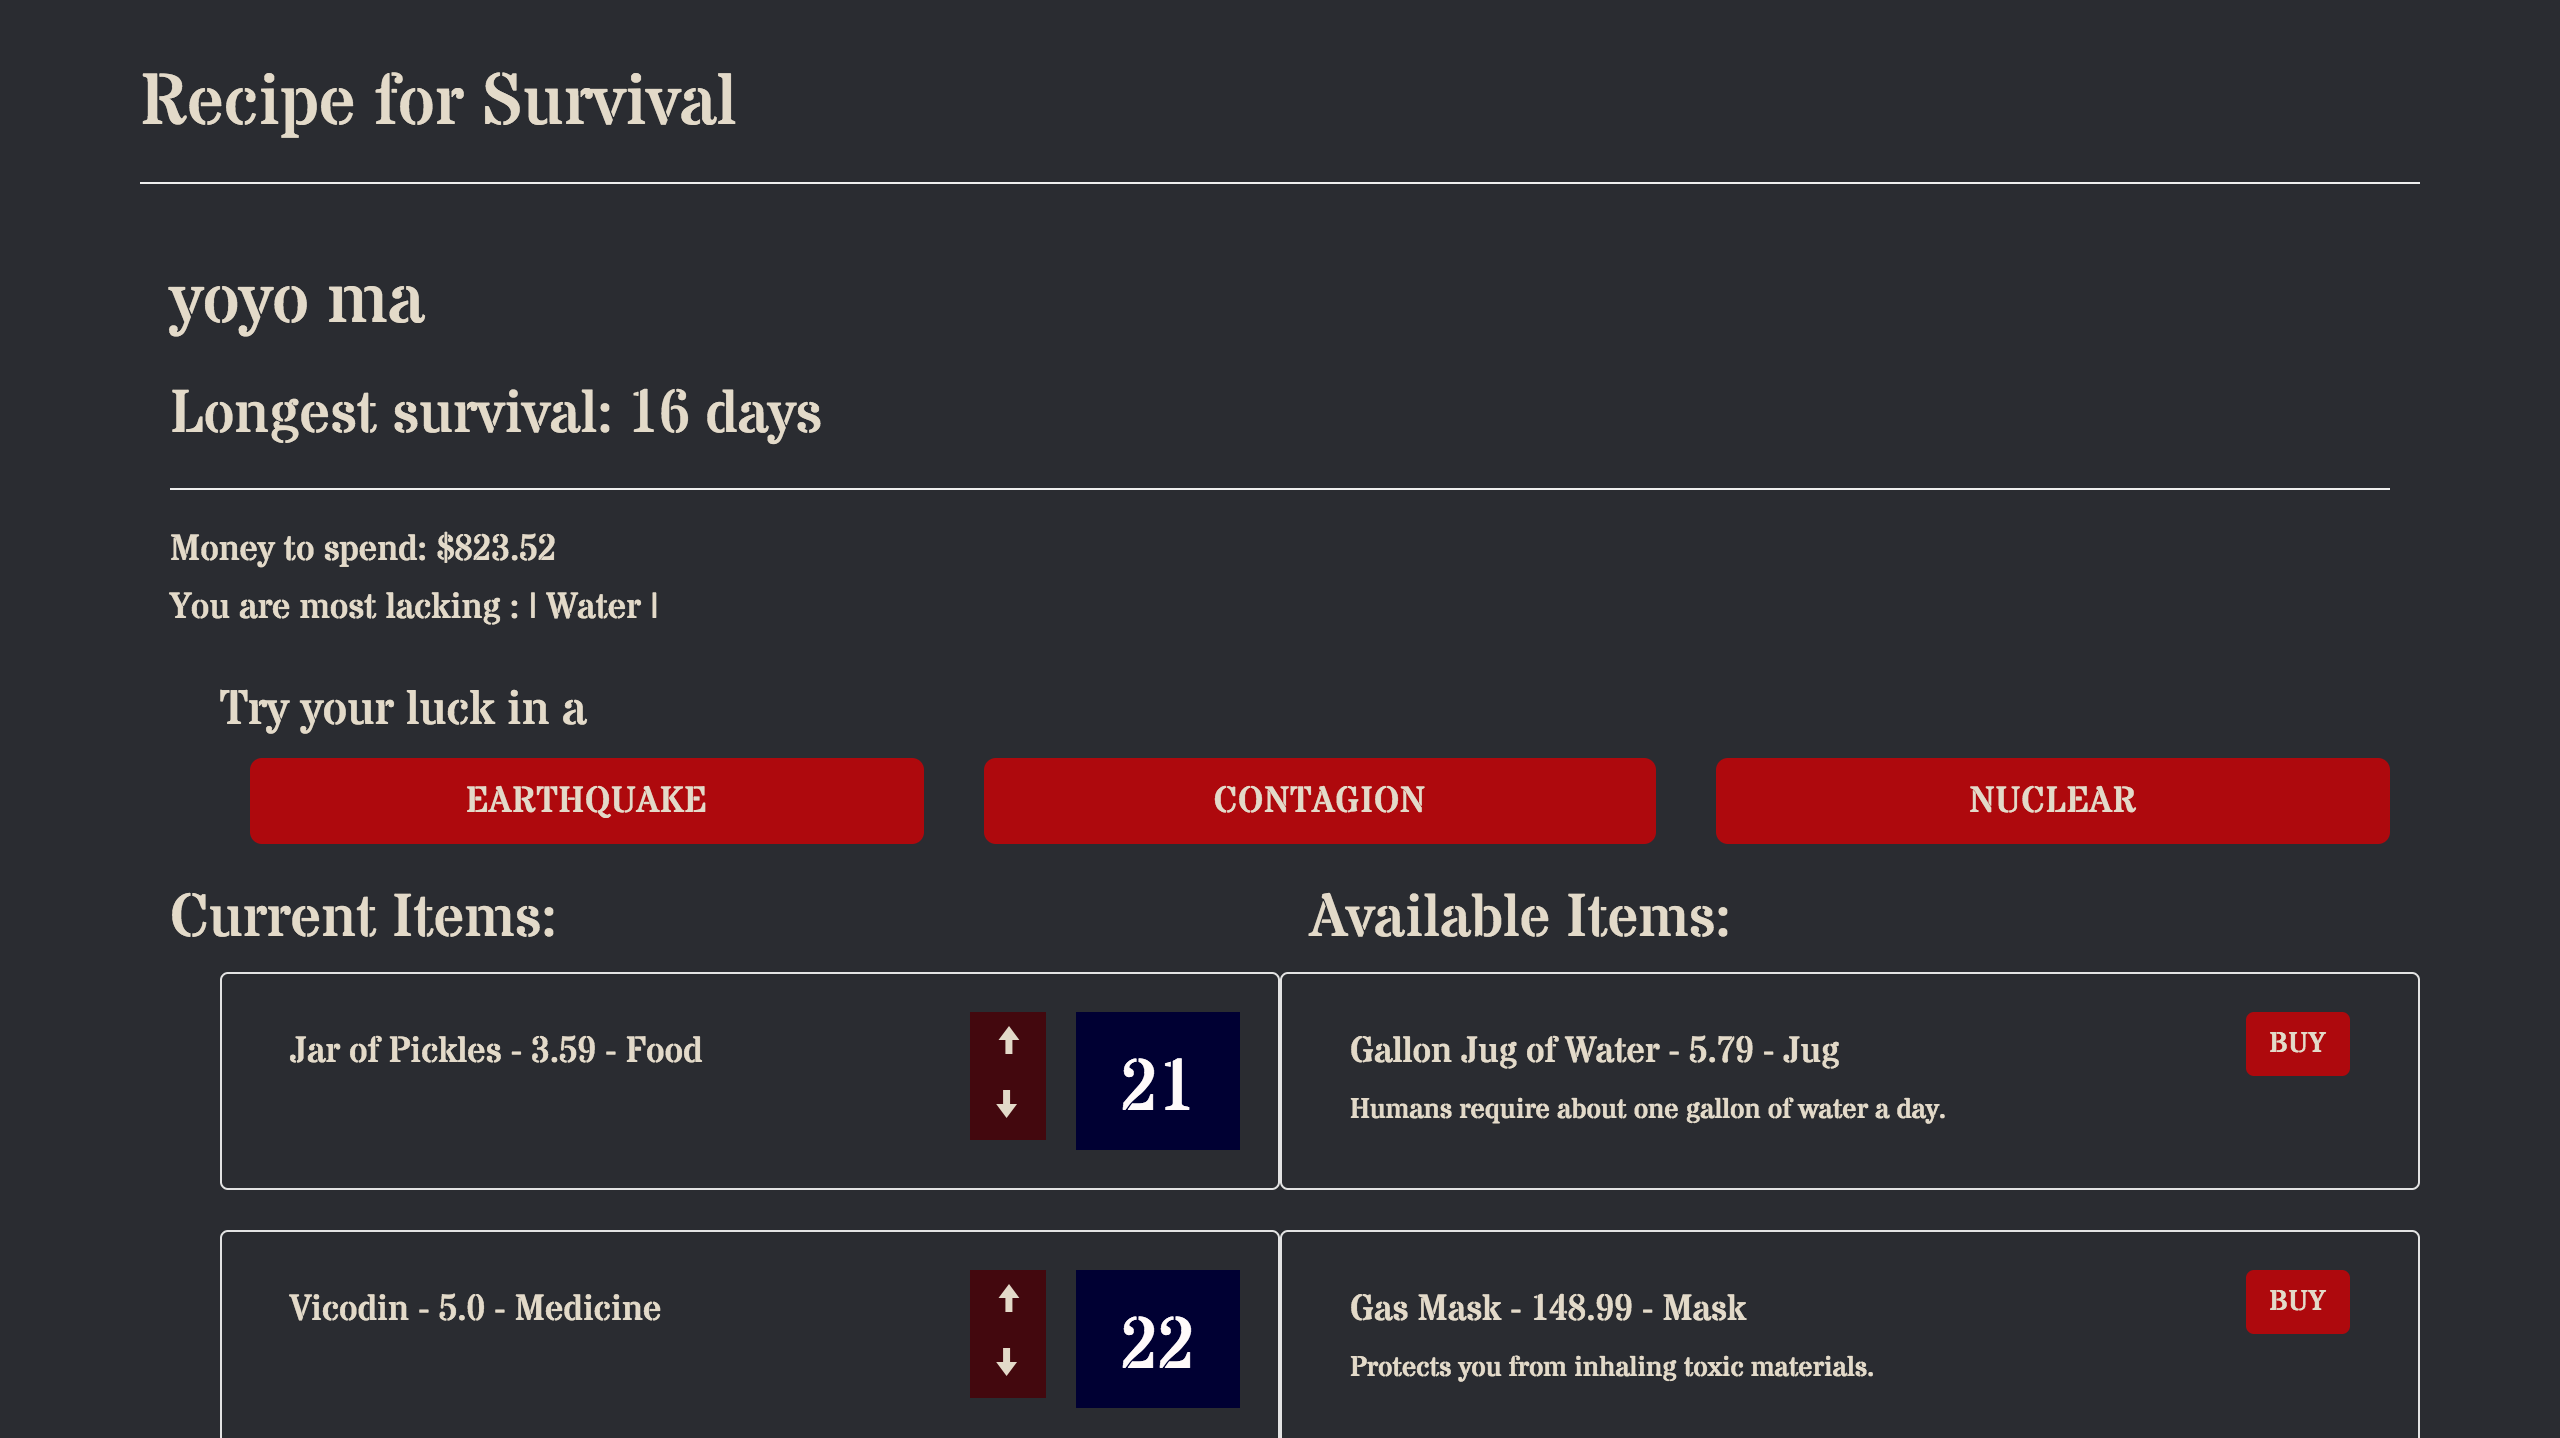 Recipe for Survival
yoyo ma
Longest survival: 16 days
Money to spend: $823.52
You are most lacking : | Water |
Try your luck in a
EARTHQUAKE
CONTAGION
NUCLEAR
Current Items:
Jar of Pickles - 3.59 - Food
21
Vicodin - 5.0 - Medicine
22
Available Items:
Gallon Jug of Water - 5.79 - Jug
BUY
Humans require about one gallon of water a day.
Gas Mask - 148.99 - Mask
BUY
Protects you from inhaling toxic materials.